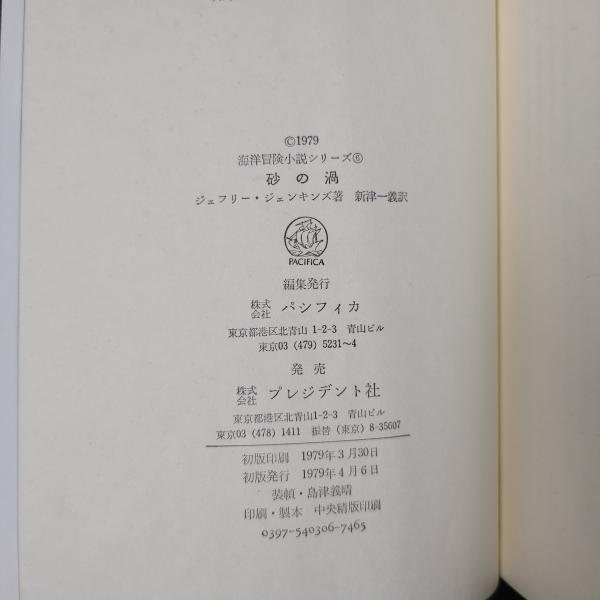 ©1979
海洋冒険小説シリーズ⑥
砂の渦
ジェフリー・ジェンキンズ著 新津一義訳
PACIFICA
編集発行
株式会社 パシフィカ
東京都港区北青山 1-2-3 青山ビル
東京03 (479) 5231〜4
発売
株式会社 プレジデント社
東京都港区北青山1-2-3 青山ビル
東京03 (478) 1411 振替 (東京) 8-35607
初版印刷 1979年3月30日
初版発行 1979年4月6日
装幀・島津義晴
印刷・製本 中央精版印刷
0397-540306-7465